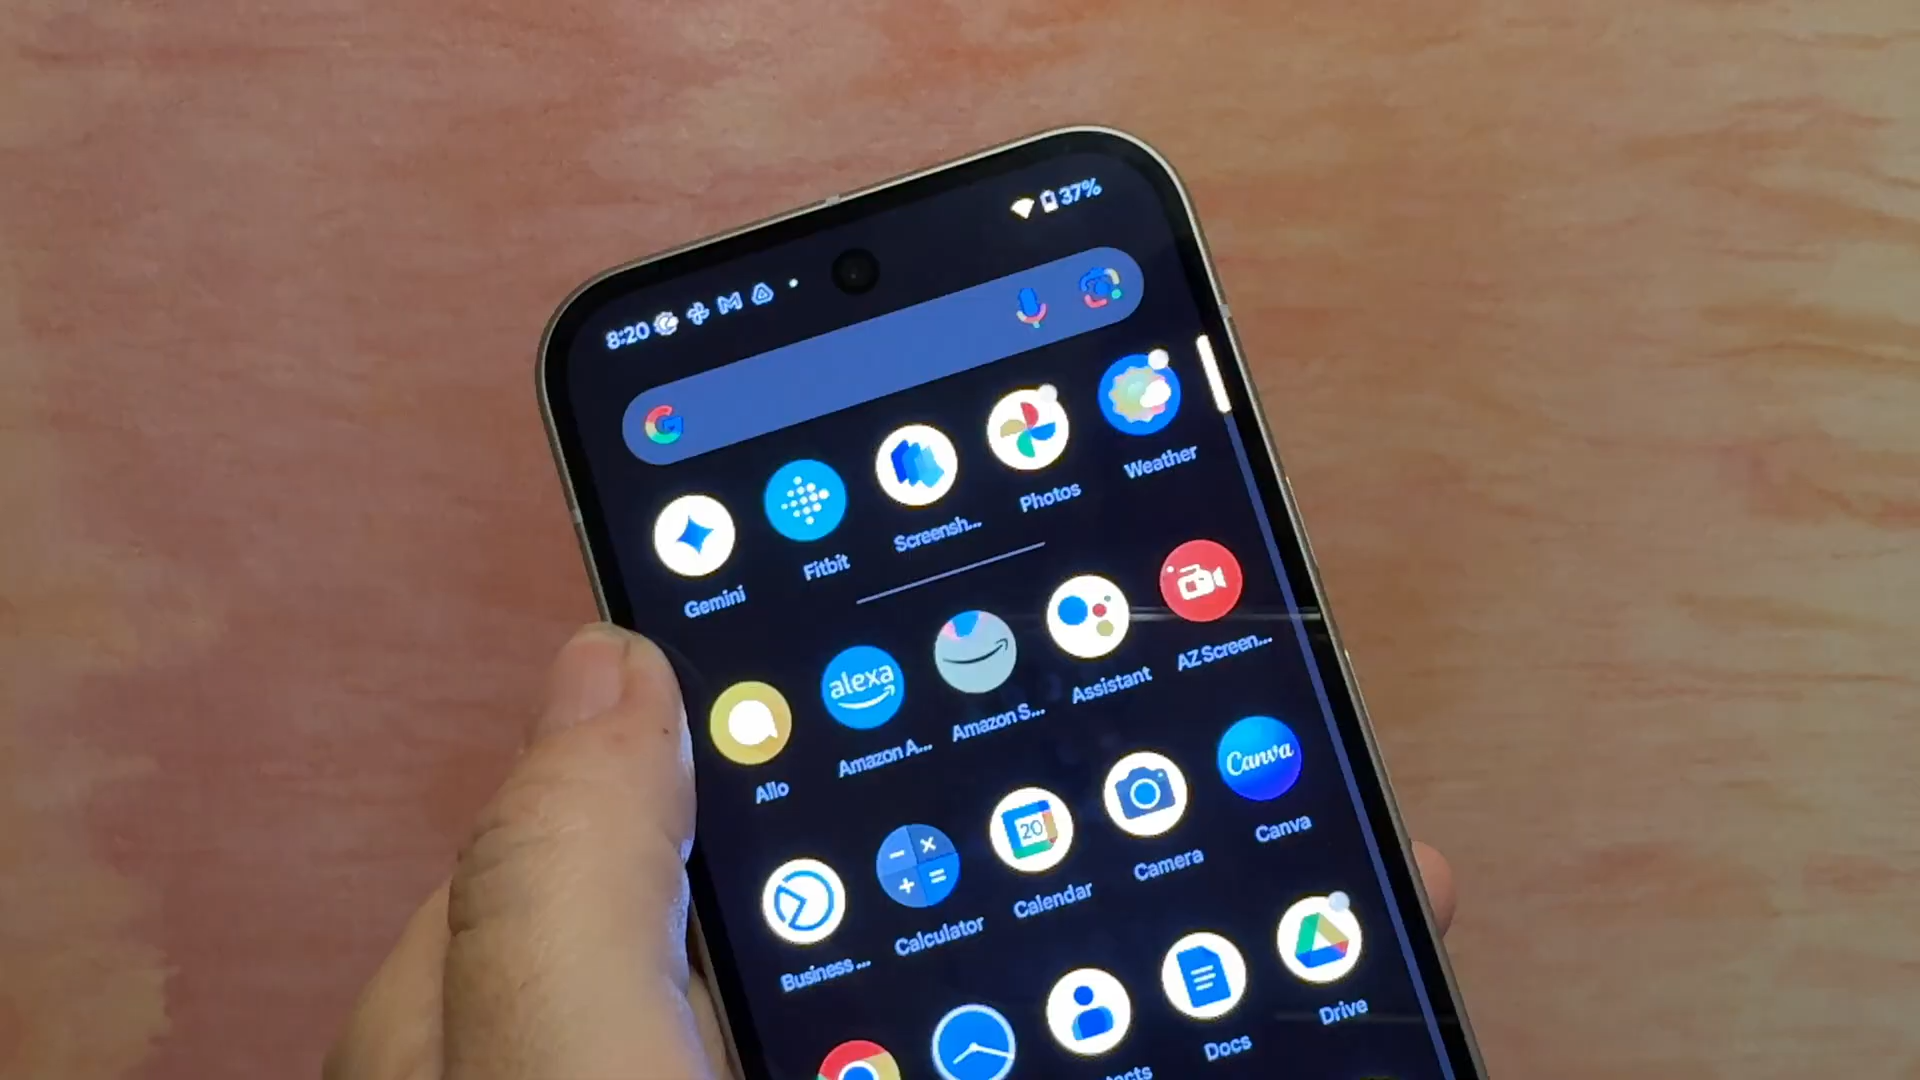 8:20
37%
Gemini
Fitbit
Screensh...
Photos
Weather
Allo
alexa
Amazon A...
Amazon S...
Assistant
AZ Screen...
Business ...
Calculator
20
Calendar
Camera
Canva
Canva
Docs
Drive